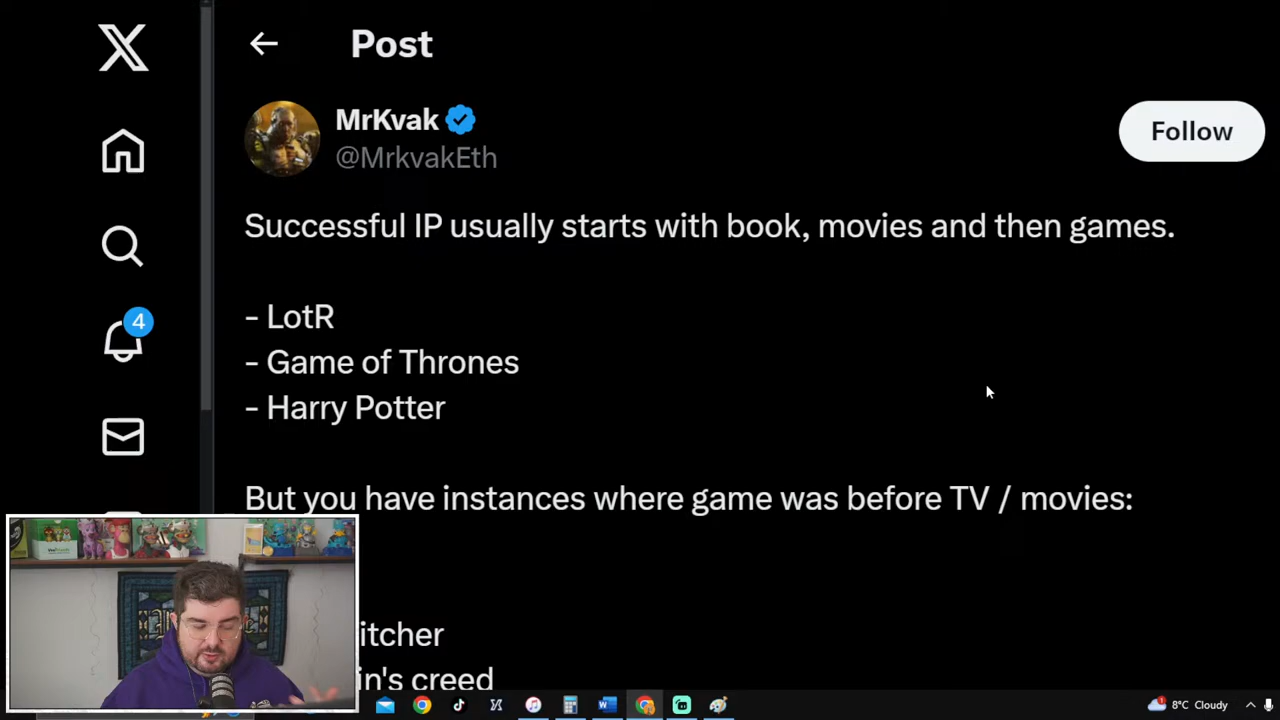 Post
MrKvak
@MrkvakEth
Follow
Successful IP usually starts with book, movies and then games.
- LotR
- Game of Thrones
- Harry Potter
But you have instances where game was before TV / movies:
4
itcher
in's creed
8°C Cloudy